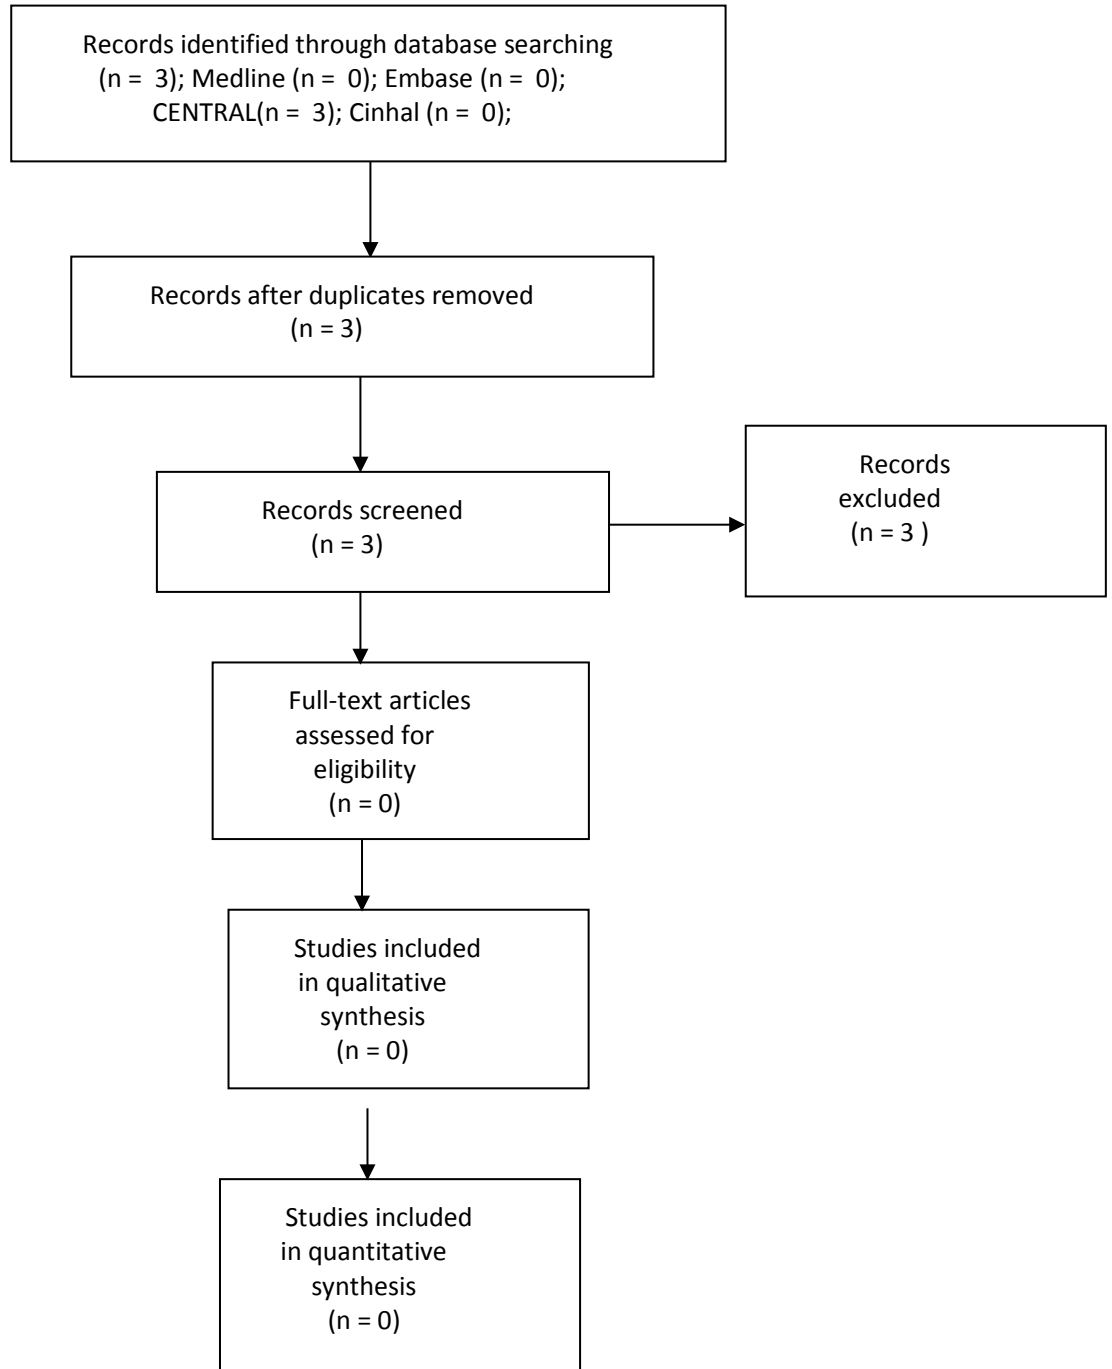 Records identified through database searching
(n = 3); Medline (n = 0); Embase (n = 0);
CENTRAL(n = 3); Cinhal (n = 0);
Records after duplicates removed
(n = 3)
Records screened
(n = 3)
Records
excluded
(n = 3 )
Full-text articles
assessed for
eligibility
(n = 0)
Studies included
in qualitative
synthesis
(n = 0)
Studies included
in quantitative
synthesis
(n = 0)